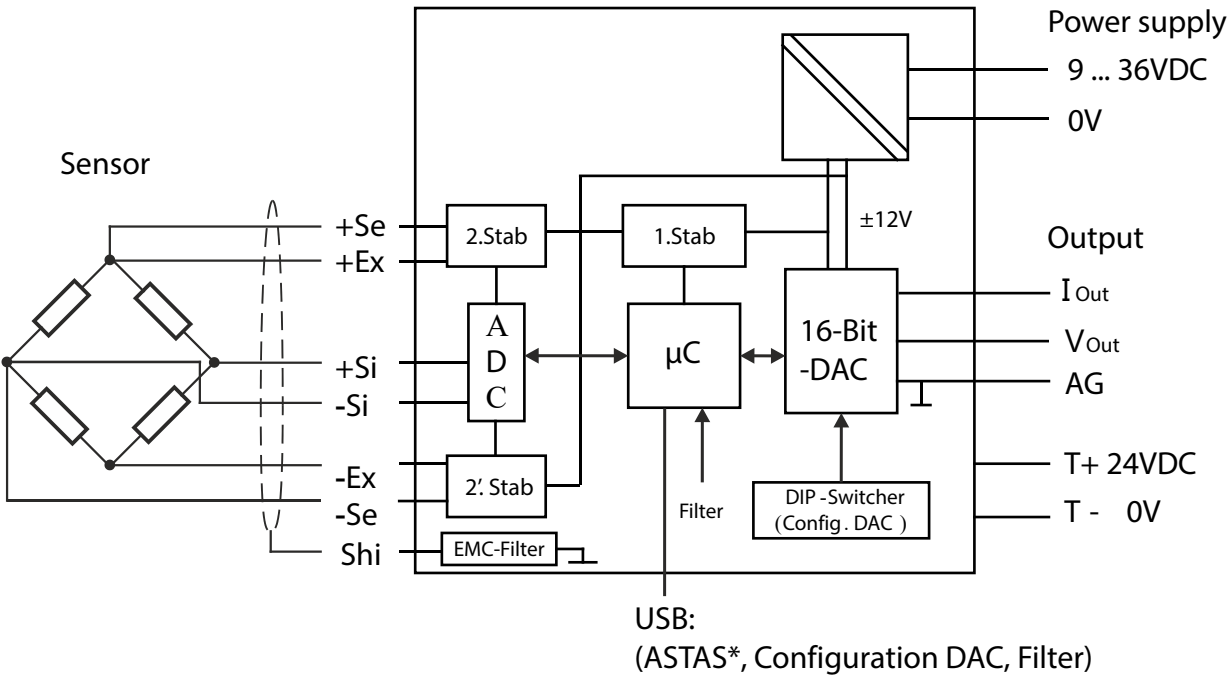 Power supply
9 ... 36VDC
0V
Sensor
±12V
+Se
2.Stab
1.Stab
+Ex
Output
I Out
A
D
C
µC
16-Bit
-DAC
VOut
+Si
AG
-Si
-Ex
2'. Stab
T+ 24VDC
Filter
DIP -Switcher
(Config . DAC )
T - 0V
-Se
Shi
EMC-Filter
USB:
(ASTAS*, Configuration DAC, Filter)